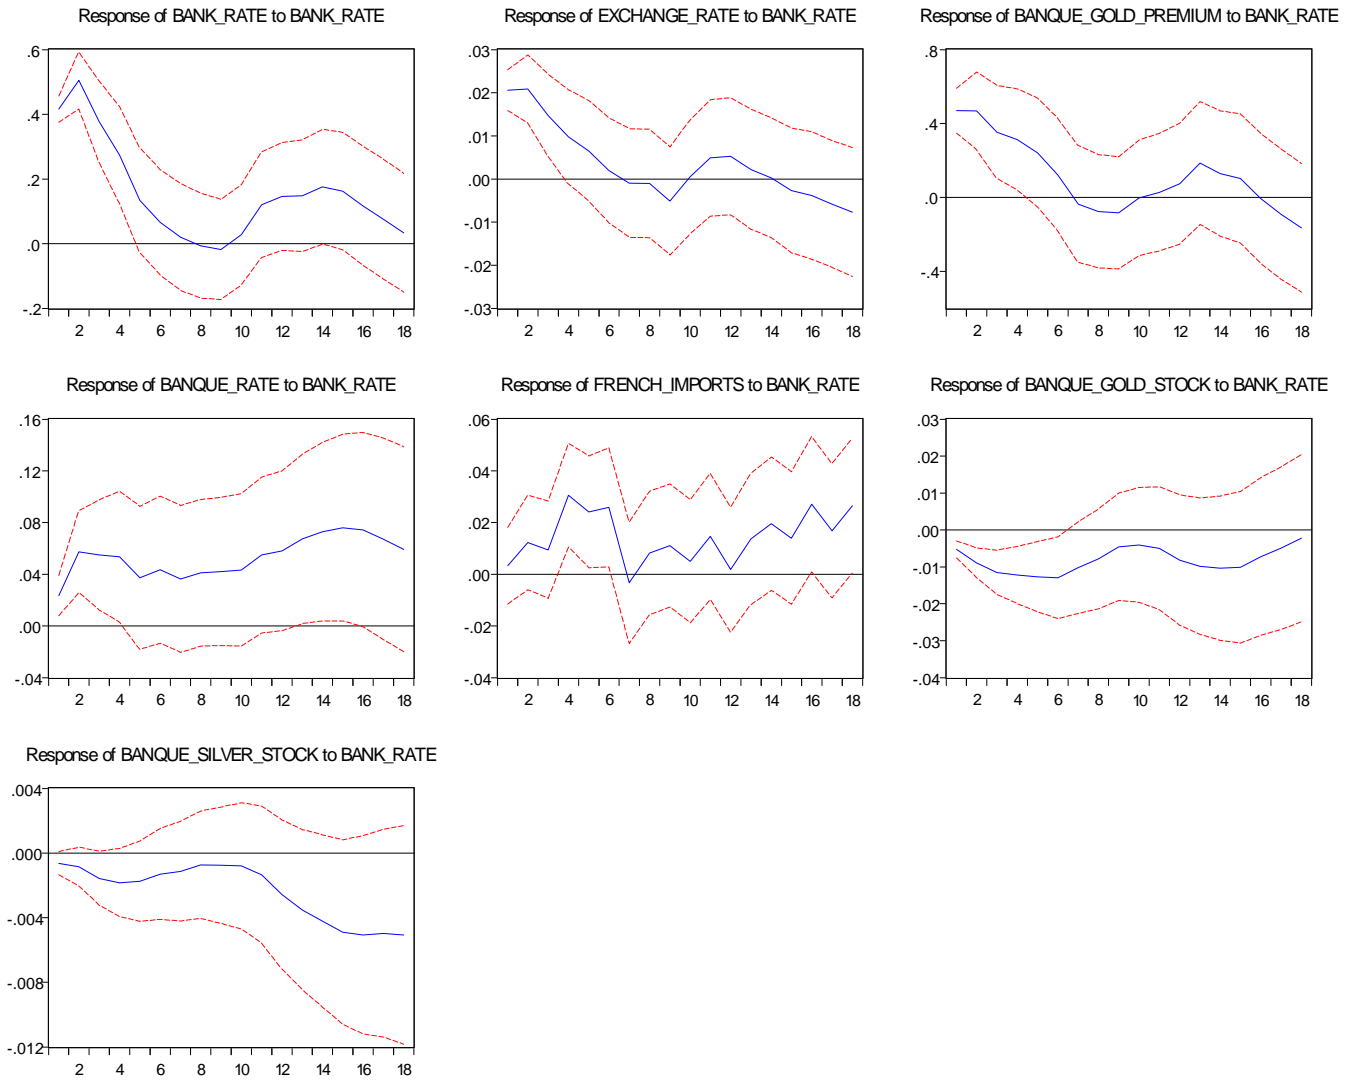 Response of BANK_RATE to BANK_RATE
.6
.4
.2
.0
-.2
2 4 6 8 10 12 14 16 18
Response of EXCHANGE_RATE to BANK_RATE
.03
.02
.01
.00
-.01
-.02
-.03
2 4 6 8 10 12 14 16 18
Response of BANQUE_GOLD_PREMIUM to BANK_RATE
.8
.4
.0
-.4
2 4 6 8 10 12 14 16 18
Response of BANQUE_RATE to BANK_RATE
.16
.12
.08
.04
.00
-.04
2 4 6 8 10 12 14 16 18
Response of FRENCH_IMPORTS to BANK_RATE
.06
.04
.02
.00
-.02
-.04
2 4 6 8 10 12 14 16 18
Response of BANQUE_GOLD_STOCK to BANK_RATE
.03
.02
.01
.00
-.01
-.02
-.03
-.04
2 4 6 8 10 12 14 16 18
Response of BANQUE_SILVER_STOCK to BANK_RATE
.004
.000
-.004
-.008
-.012
2 4 6 8 10 12 14 16 18